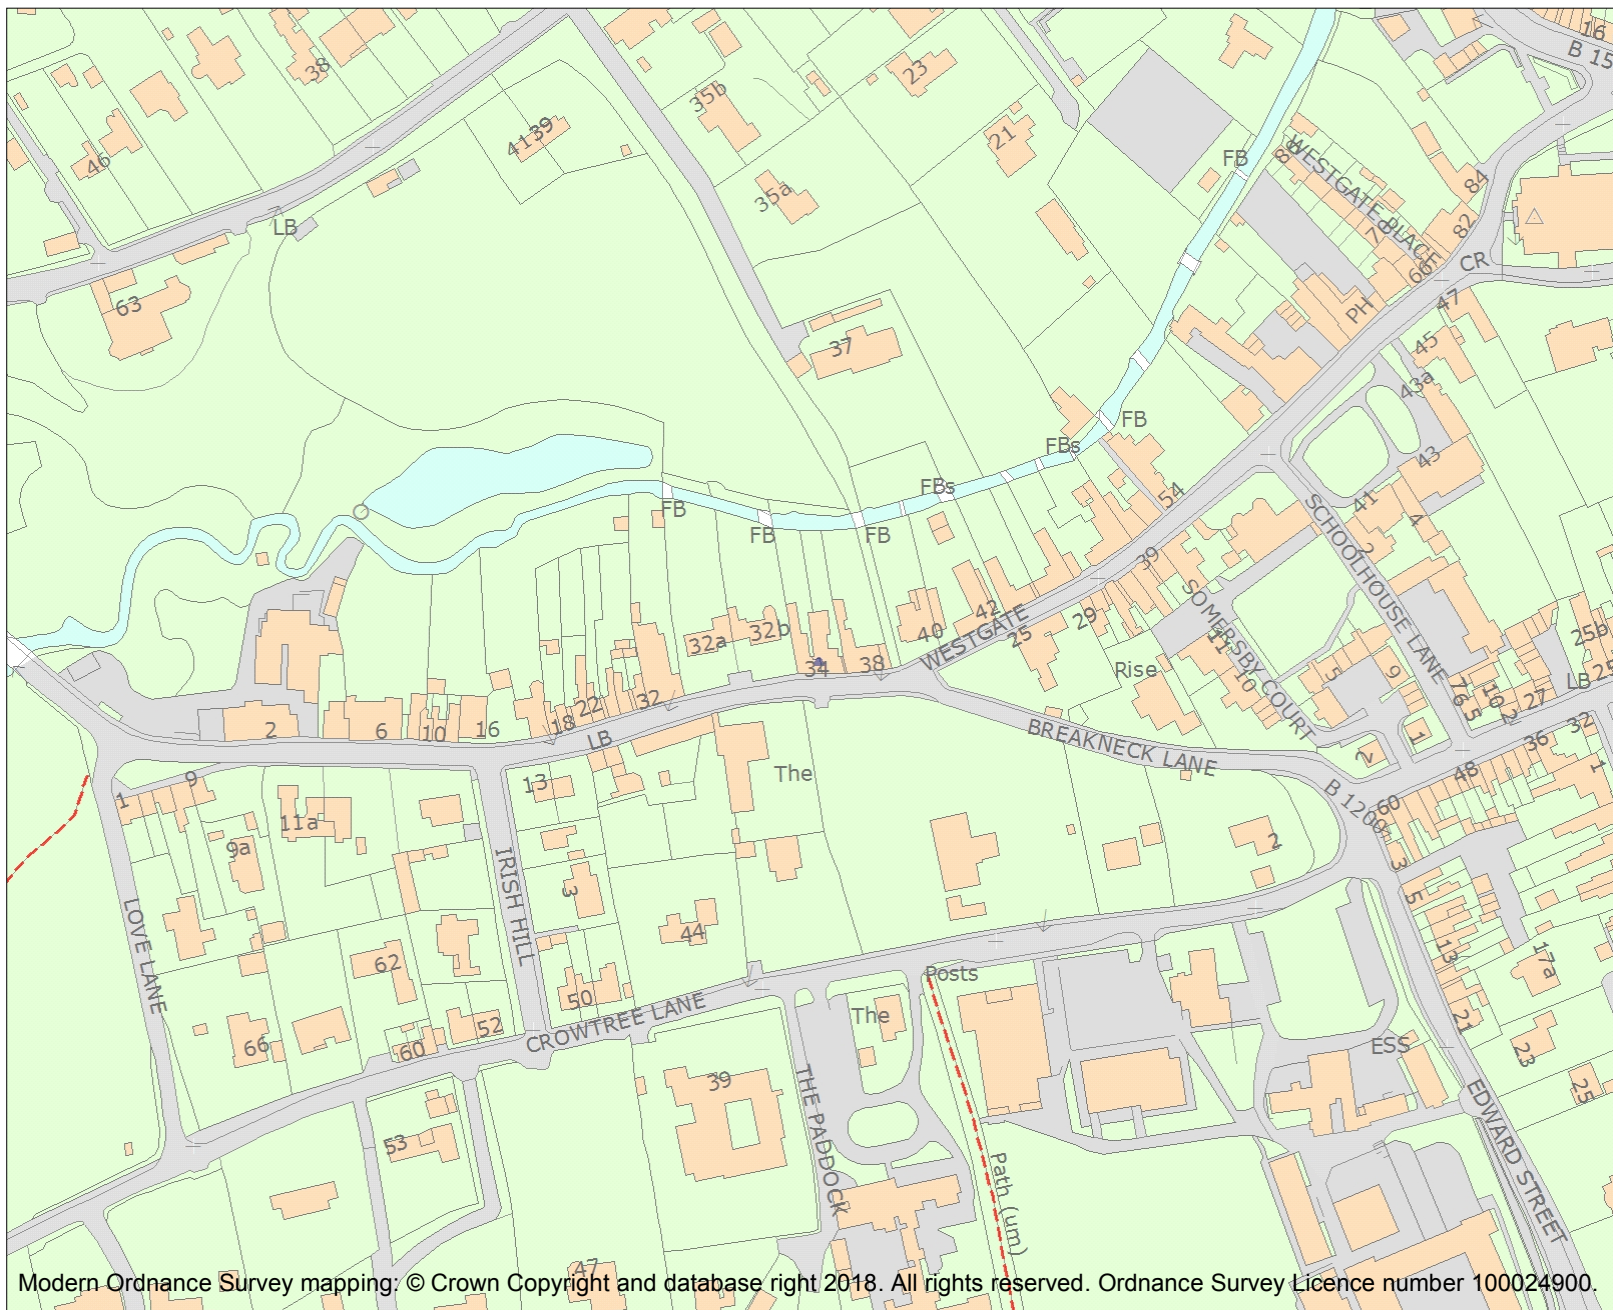 16
B 15
38
23
35b
41
39
21
46
FB
88
WESTGATE PLACE
84
35a
82
LB
CR
66
63
47
PH
37
45
43a
FB
FBs
43
FBs
54
41
4
FB
FB
FB
2
SCHOOLHOUSE LANE
39
SOMERSBY COURT
42
29
40
WESTGATE
25
25b
32b
32a
11
34
38
Rise
5
9
LB
25
10
76
10
27
32
22
5
2
32
18
2
6
10
16
LB
BREAKNECK LANE
1
36
2
48
1
13
The
9
1
B 1200
60
11a
9a
2
3
IRISH HILL
3
5
LOVE LANE
44
13
17a
62
Posts
50
The
21
52
CROWTREE LANE
66
60
ESS
23
39
THE PADDOCK
25
EDWARD STREET
53
Path (um)
47
Modern Ordnance Survey mapping: © Crown Copyright and database right 2018. All rights reserved. Ordnance Survey Licence number 100024900.